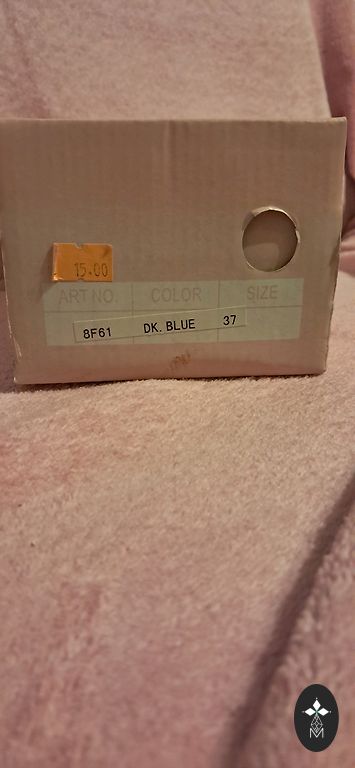 15.00
ART NO. COLOR SIZE
8F61 DK. BLUE 37
M